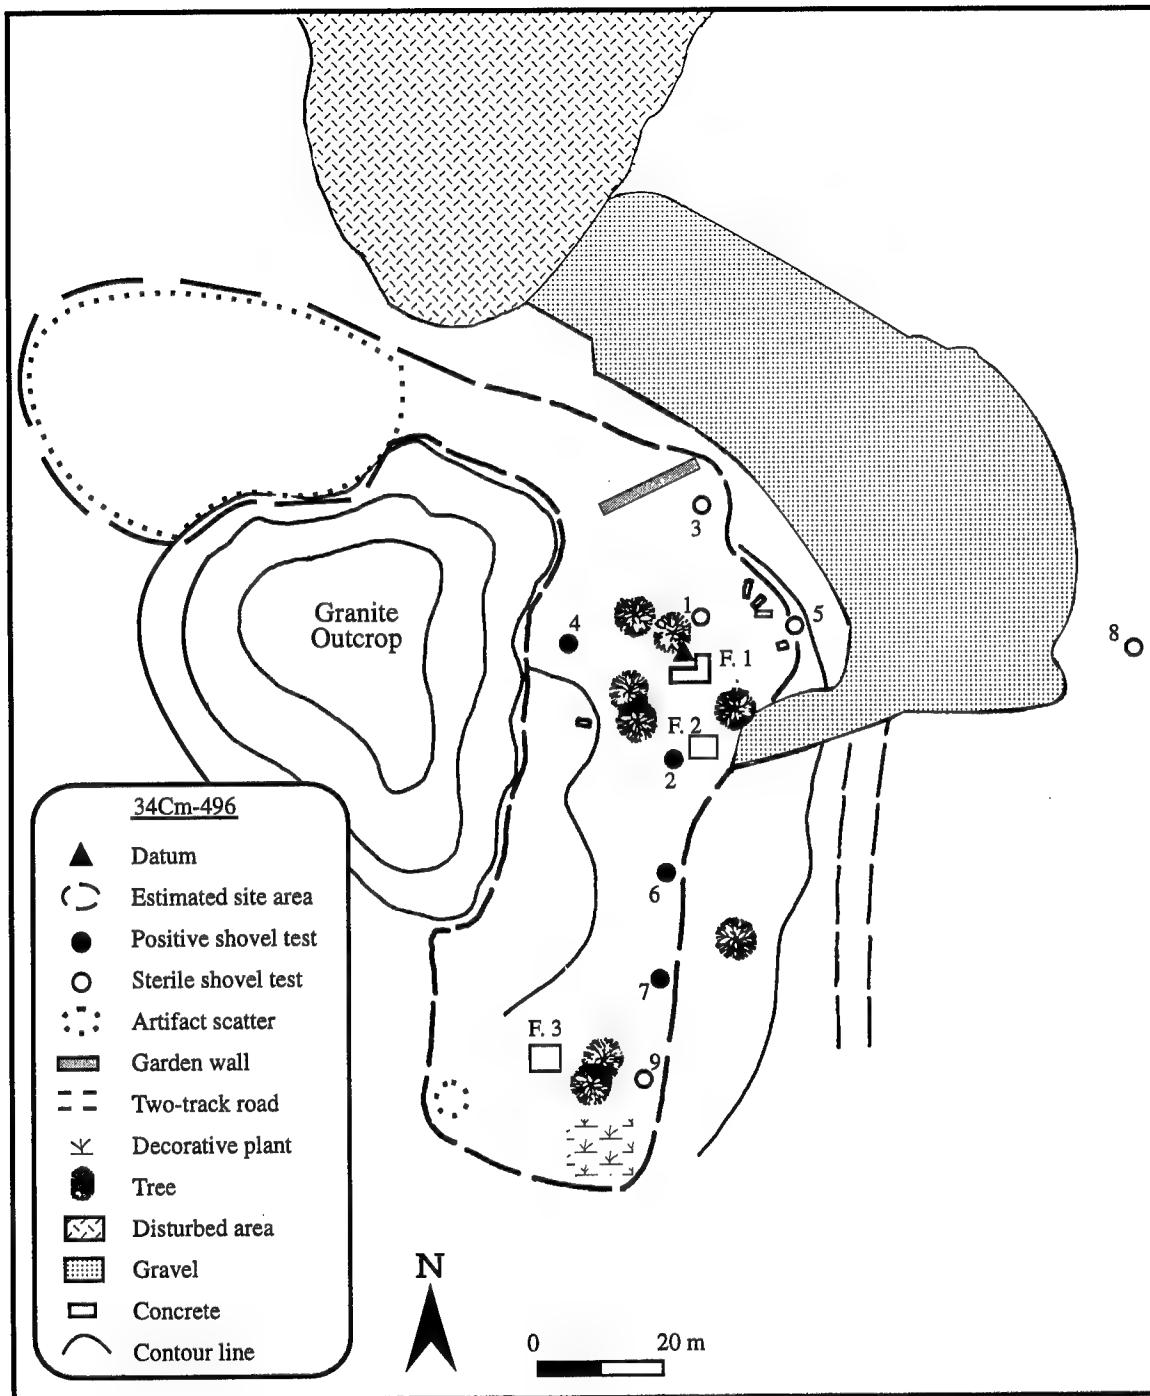 Granite
Outcrop
3
1
4
5
8
F. 1
F. 2
2
6
7
F. 3
9
34Cm-496
Datum
Estimated site area
Positive shovel test
Sterile shovel test
Artifact scatter
Garden wall
Two-track road
Decorative plant
Tree
Disturbed area
Gravel
Concrete
Contour line
N
0 20 m